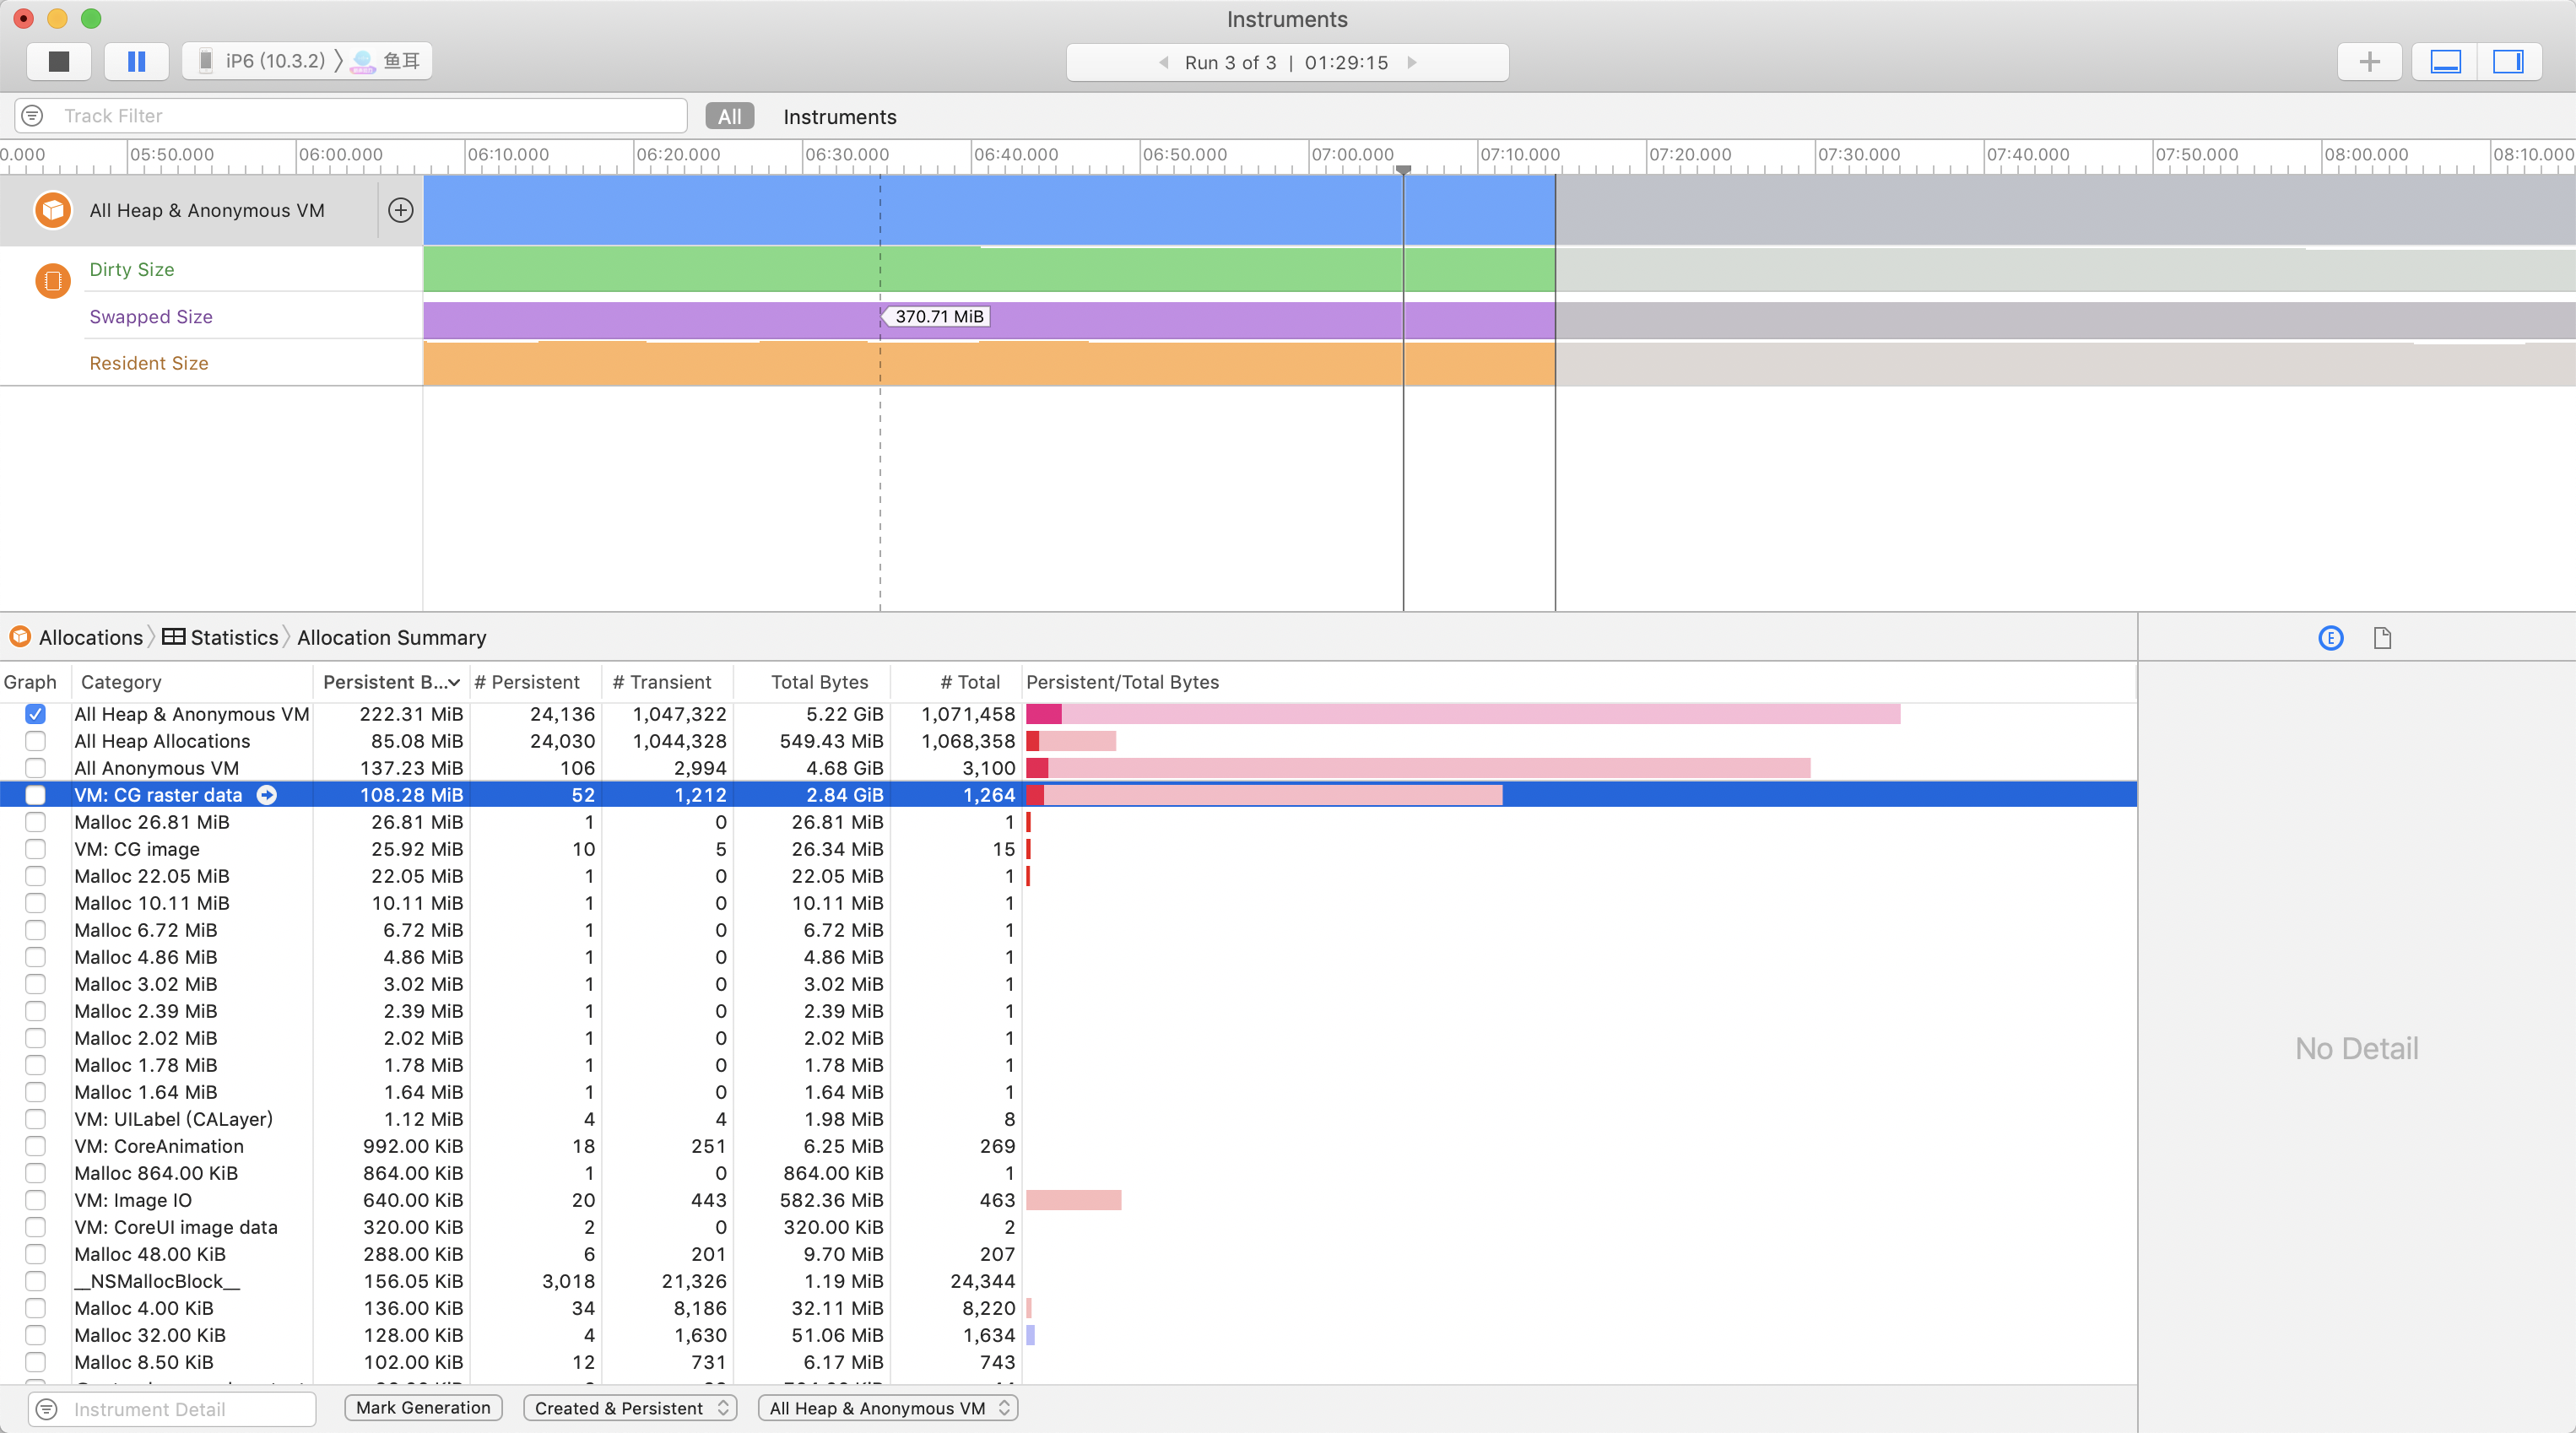 Instruments
iP6 (10.3.2) 〉 鱼耳
Run 3 of 3 | 01:29:15
Track Filter
All Instruments
0.000 05:50.000 06:00.000 06:10.000 06:20.000 06:30.000 06:40.000 06:50.000 07:00.000 07:10.000 07:20.000 07:30.000 07:40.000 07:50.000 08:00.000 08:10.000
All Heap & Anonymous VM
Dirty Size
Swapped Size 370.71 MiB
Resident Size
Allocations 〉 Statistics 〉 Allocation Summary
Graph Category Persistent B... # Persistent # Transient Total Bytes # Total Persistent/Total Bytes
All Heap & Anonymous VM 222.31 MiB 24,136 1,047,322 5.22 GiB 1,071,458
All Heap Allocations 85.08 MiB 24,030 1,044,328 549.43 MiB 1,068,358
All Anonymous VM 137.23 MiB 106 2,994 4.68 GiB 3,100
VM: CG raster data 108.28 MiB 52 1,212 2.84 GiB 1,264
Malloc 26.81 MiB 26.81 MiB 1 0 26.81 MiB 1
VM: CG image 25.92 MiB 10 5 26.34 MiB 15
Malloc 22.05 MiB 22.05 MiB 1 0 22.05 MiB 1
Malloc 10.11 MiB 10.11 MiB 1 0 10.11 MiB 1
Malloc 6.72 MiB 6.72 MiB 1 0 6.72 MiB 1
Malloc 4.86 MiB 4.86 MiB 1 0 4.86 MiB 1
Malloc 3.02 MiB 3.02 MiB 1 0 3.02 MiB 1
Malloc 2.39 MiB 2.39 MiB 1 0 2.39 MiB 1
Malloc 2.02 MiB 2.02 MiB 1 0 2.02 MiB 1
Malloc 1.78 MiB 1.78 MiB 1 0 1.78 MiB 1
Malloc 1.64 MiB 1.64 MiB 1 0 1.64 MiB 1
VM: UILabel (CALayer) 1.12 MiB 4 4 1.98 MiB 8
VM: CoreAnimation 992.00 KiB 18 251 6.25 MiB 269
Malloc 864.00 KiB 864.00 KiB 1 0 864.00 KiB 1
VM: Image IO 640.00 KiB 20 443 582.36 MiB 463
VM: CoreUI image data 320.00 KiB 2 0 320.00 KiB 2
Malloc 48.00 KiB 288.00 KiB 6 201 9.70 MiB 207
__NSMallocBlock__ 156.05 KiB 3,018 21,326 1.19 MiB 24,344
Malloc 4.00 KiB 136.00 KiB 34 8,186 32.11 MiB 8,220
Malloc 32.00 KiB 128.00 KiB 4 1,630 51.06 MiB 1,634
Malloc 8.50 KiB 102.00 KiB 12 731 6.17 MiB 743
No Detail
Instrument Detail Mark Generation Created & Persistent All Heap & Anonymous VM